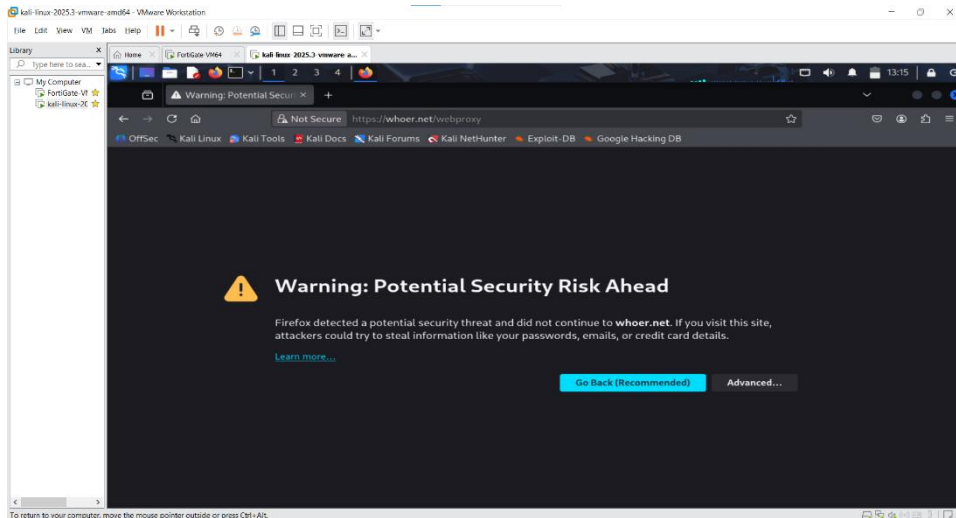 kali-linux-2025.3-vmware-amd64 - VMware Workstation
File Edit View VM Tabs Help
Library X
Type here to sea...
Home FortiGate-VM64 kali-linux-2025.3-vmware-a...
My Computer
FortiGate-VM
kali-linux-20
1 2 3 4 13:15
Warning: Potential Secur
Not Secure https://whoer.net/webproxy
OffSec Kali Linux Kali Tools Kali Docs Kali Forums Kali NetHunter Exploit-DB Google Hacking DB
Warning: Potential Security Risk Ahead
Firefox detected a potential security threat and did not continue to whoer.net. If you visit this site,
attackers could try to steal information like your passwords, emails, or credit card details.
Learn more...
Go Back (Recommended) Advanced...
To return to your computer, move the mouse pointer outside or press Ctrl+Alt.